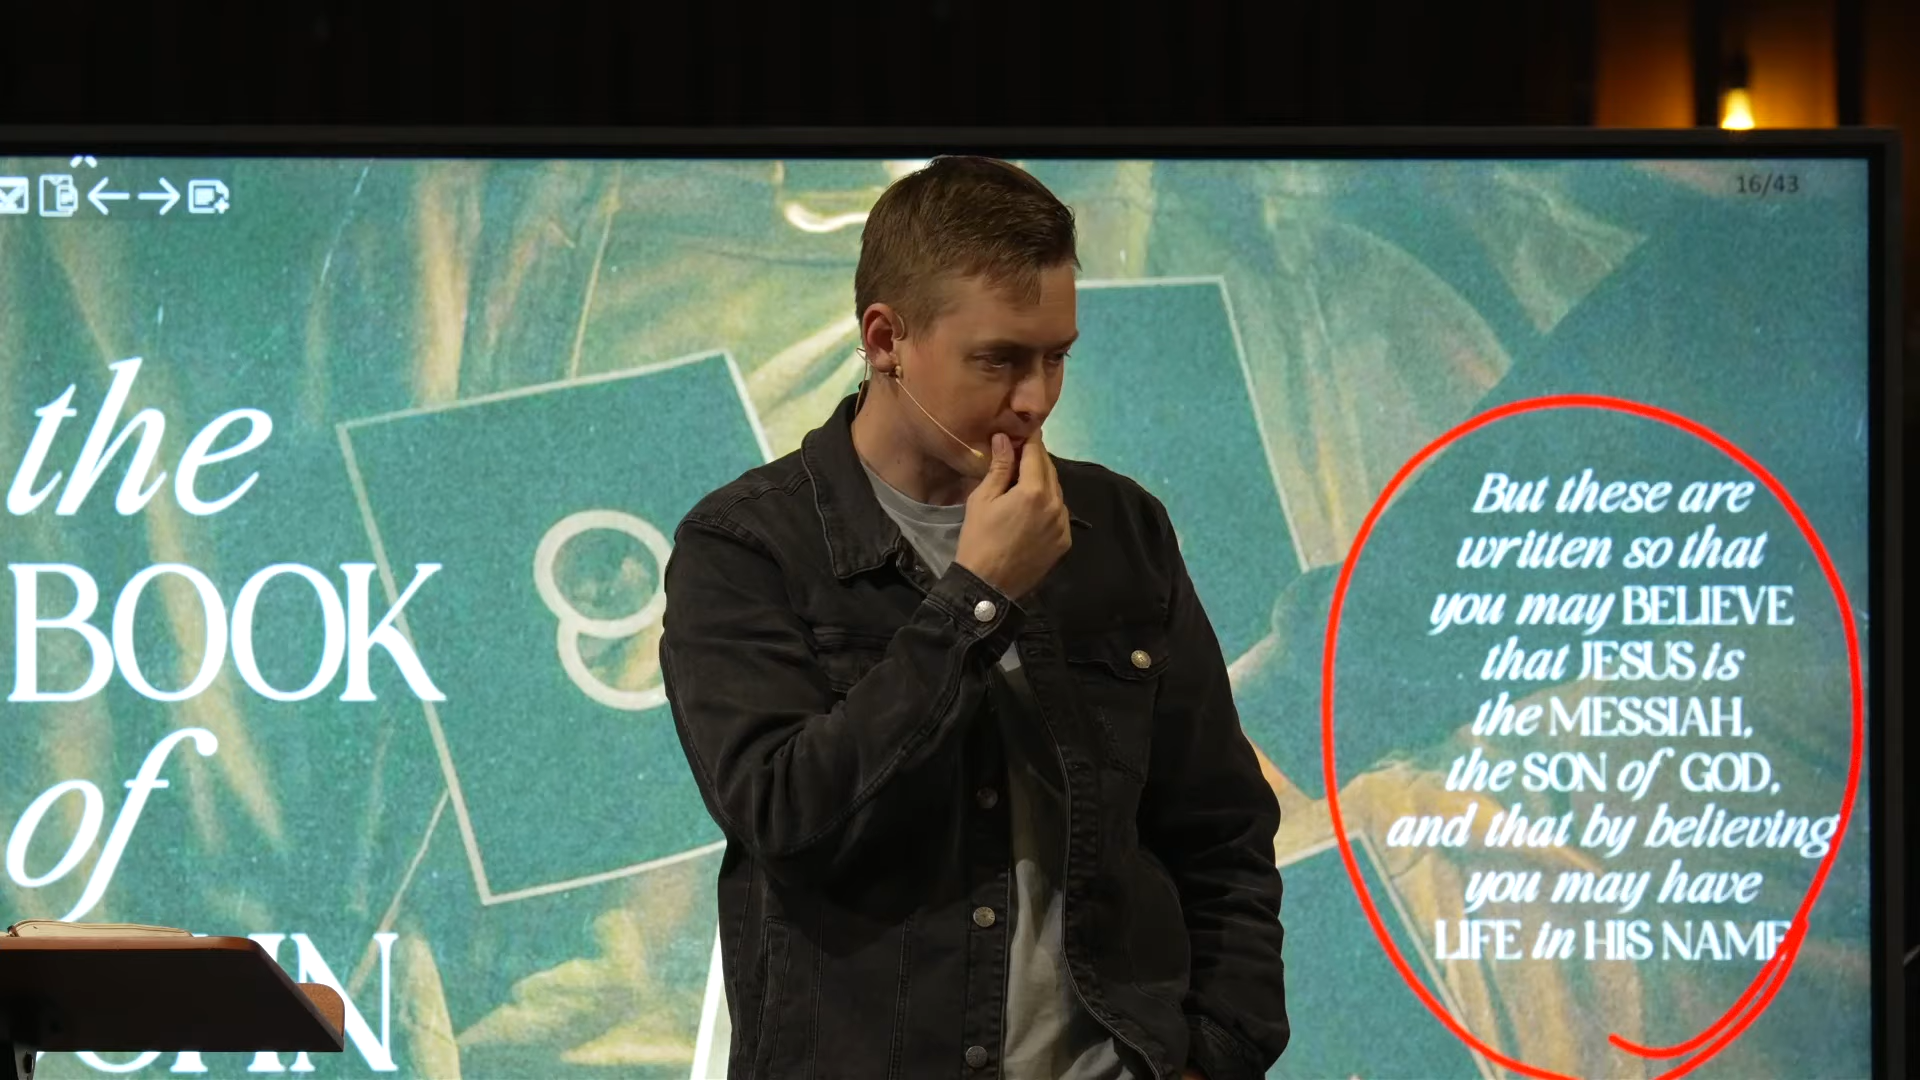 16/43
the
BOOK
of
JOHN
But these are
written so that
you may BELIEVE
that JESUS is
the MESSIAH,
the SON of GOD,
and that by believing
you may have
LIFE in HIS NAME